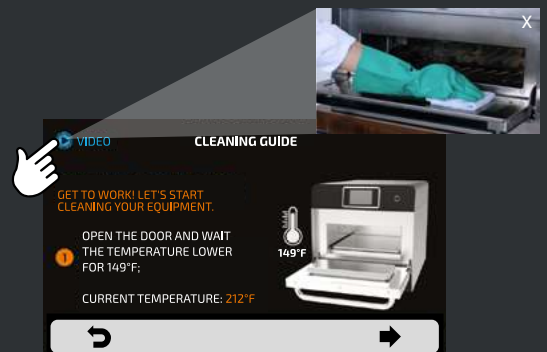 X
VIDEO
CLEANING GUIDE
GET TO WORK! LET'S START
CLEANING YOUR EQUIPMENT.
1
OPEN THE DOOR AND WAIT
THE TEMPERATURE LOWER
FOR 149°F;
149°F
CURRENT TEMPERATURE: 212°F